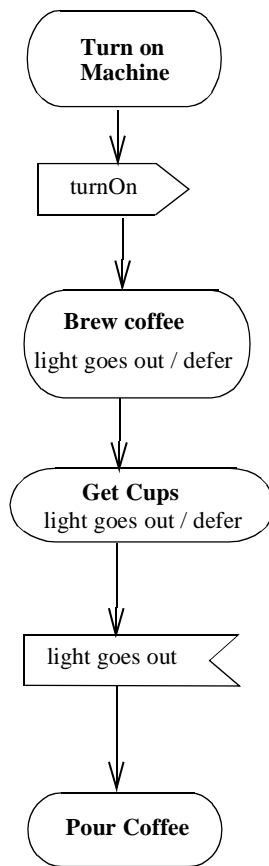 Turn on
Machine
turnOn
Brew coffee
light goes out / defer
Get Cups
light goes out / defer
light goes out
Pour Coffee